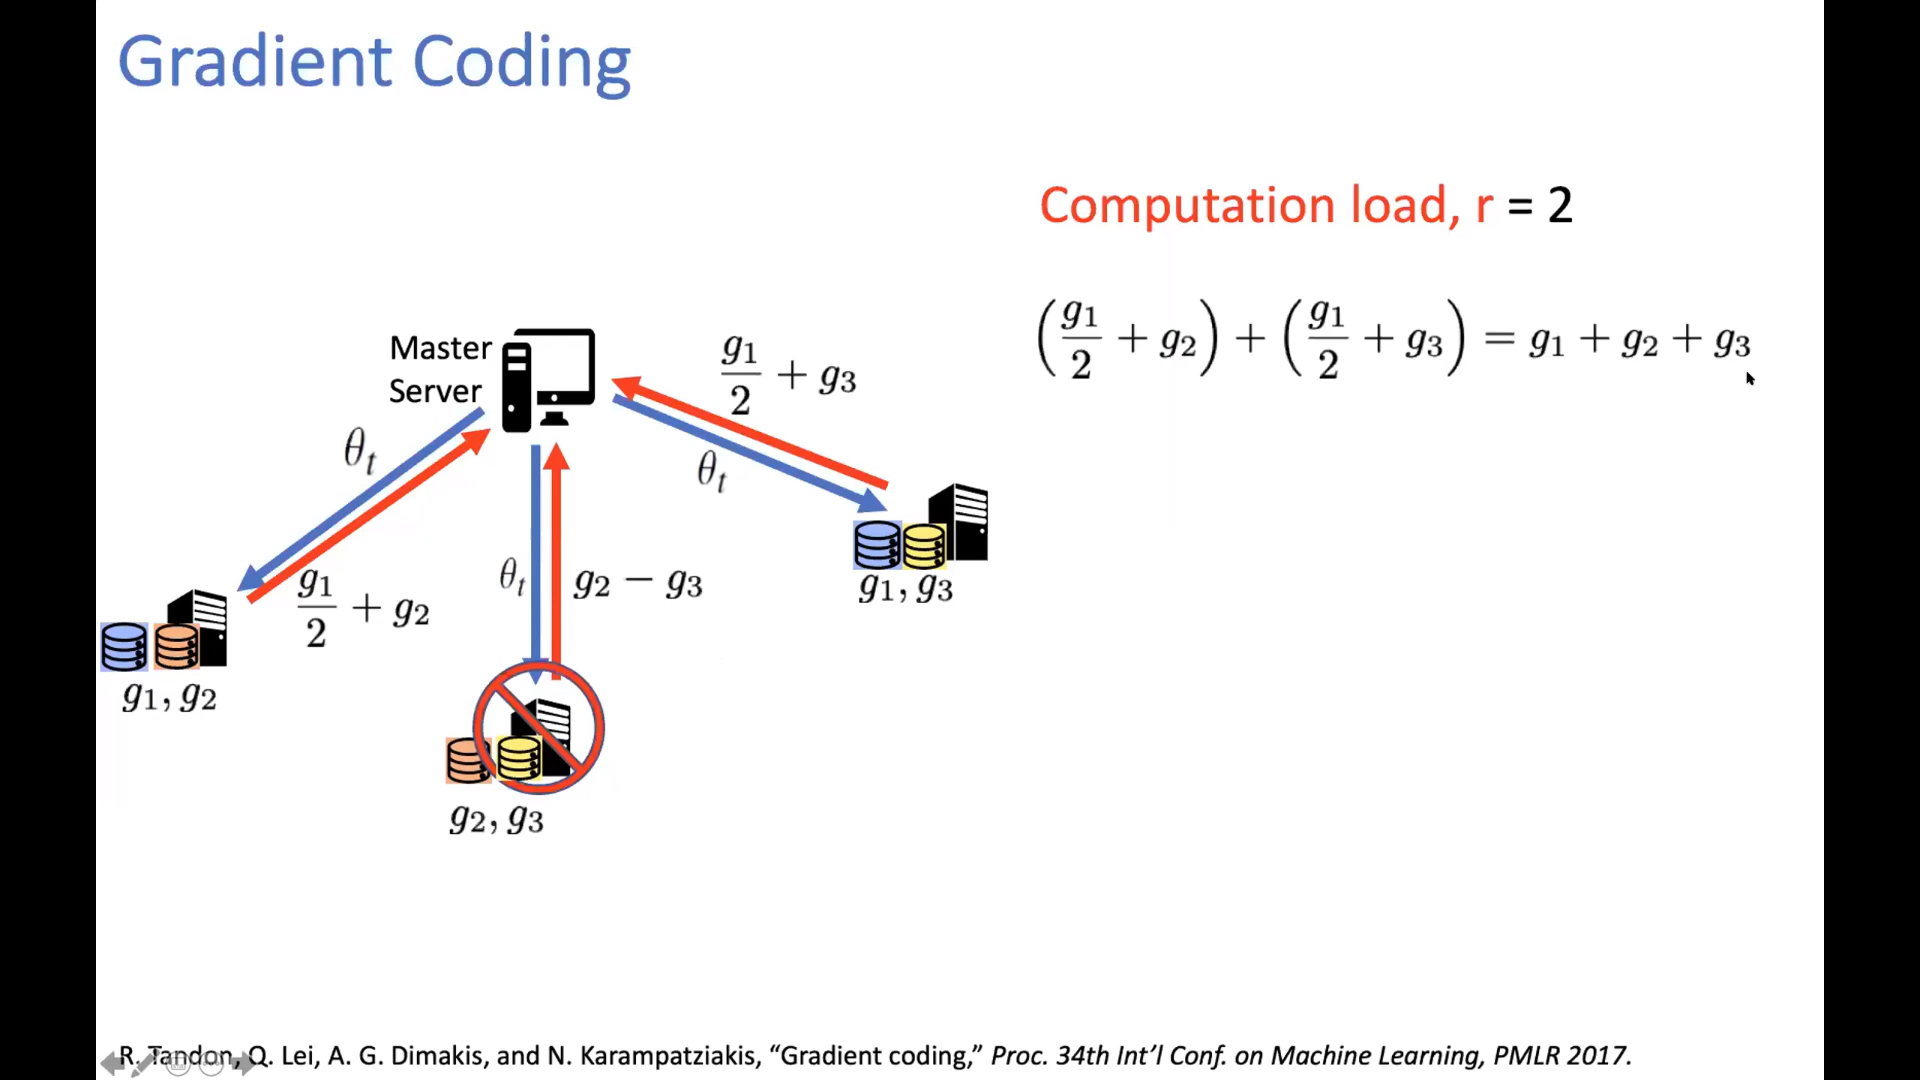 Gradient Coding
Computation load, r = 2
(g₁/2 + g₂) + (g₁/2 + g₃) = g₁ + g₂ + g₃
Master
Server
g₁/2 + g₃
θₜ
θₜ
θₜ
g₂ − g₃
g₁/2 + g₂
g₁, g₃
g₁, g₂
g₂, g₃
R. Tandon, Q. Lei, A. G. Dimakis, and N. Karampatziakis, “Gradient coding,” Proc. 34th Int’l Conf. on Machine Learning, PMLR 2017.